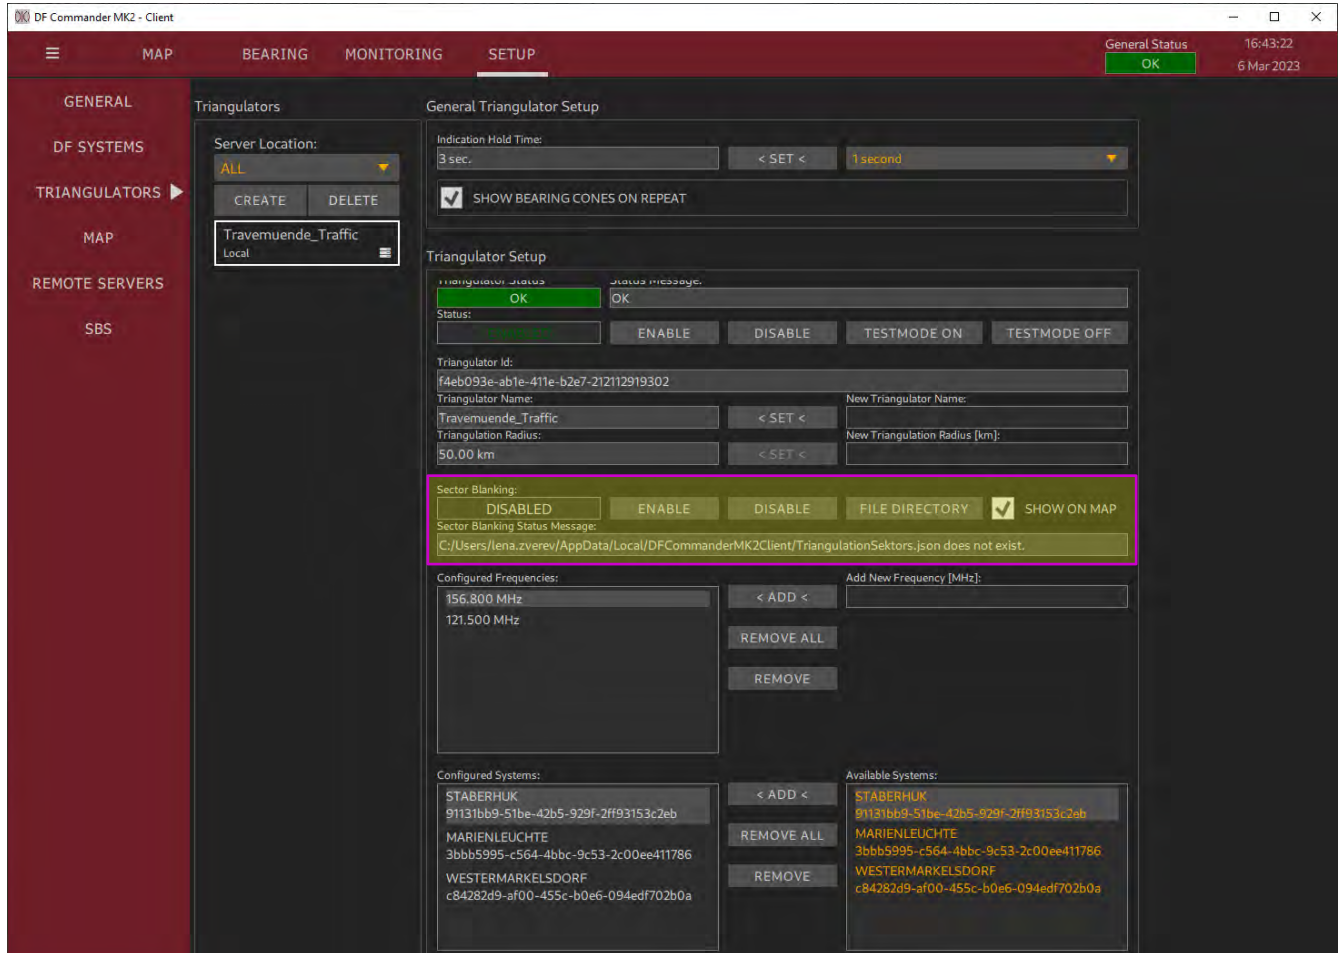 DF Commander MK2 - Client
MAP BEARING MONITORING SETUP
General Status
OK
16:43:22
6 Mar 2023
GENERAL
DF SYSTEMS
TRIANGULATORS
MAP
REMOTE SERVERS
SBS
Triangulators
Server Location:
ALL
CREATE DELETE
Travemuende_Traffic
Local
General Triangulator Setup
Indication Hold Time:
3 sec. < SET < 1 second
SHOW BEARING CONES ON REPEAT
Triangulator Setup
Triangulator Status Status Message:
OK OK
Status:
ENABLE DISABLE TESTMODE ON TESTMODE OFF
Triangulator Id:
f4eb093e-ab1e-411e-b2e7-212112919302
Triangulator Name: New Triangulator Name:
Travemuende_Traffic < SET <
Triangulation Radius: New Triangulation Radius [km]:
50.00 km < SET <
Sector Blanking:
DISABLED ENABLE DISABLE FILE DIRECTORY SHOW ON MAP
Sector Blanking Status Message:
C:/Users/lena.zverev/AppData/Local/DFCommanderMK2Client/TriangulationSektors.json does not exist.
Configured Frequencies: Add New Frequency [MHz]:
156.800 MHz < ADD <
121.500 MHz
REMOVE ALL
REMOVE
Configured Systems: Available Systems:
STABERHUK < ADD < STABERHUK
91131bb9-51be-42b5-929f-2ff93153c2eb 91131bb9-51be-42b5-929f-2ff93153c2eb
MARIENLEUCHTE REMOVE ALL MARIENLEUCHTE
3bbb5995-c564-4bbc-9c53-2c00ee411786 3bbb5995-c564-4bbc-9c53-2c00ee411786
WESTERMARKELSDORF REMOVE WESTERMARKELSDORF
c84282d9-af00-455c-b0e6-094edf702b0a c84282d9-af00-455c-b0e6-094edf702b0a